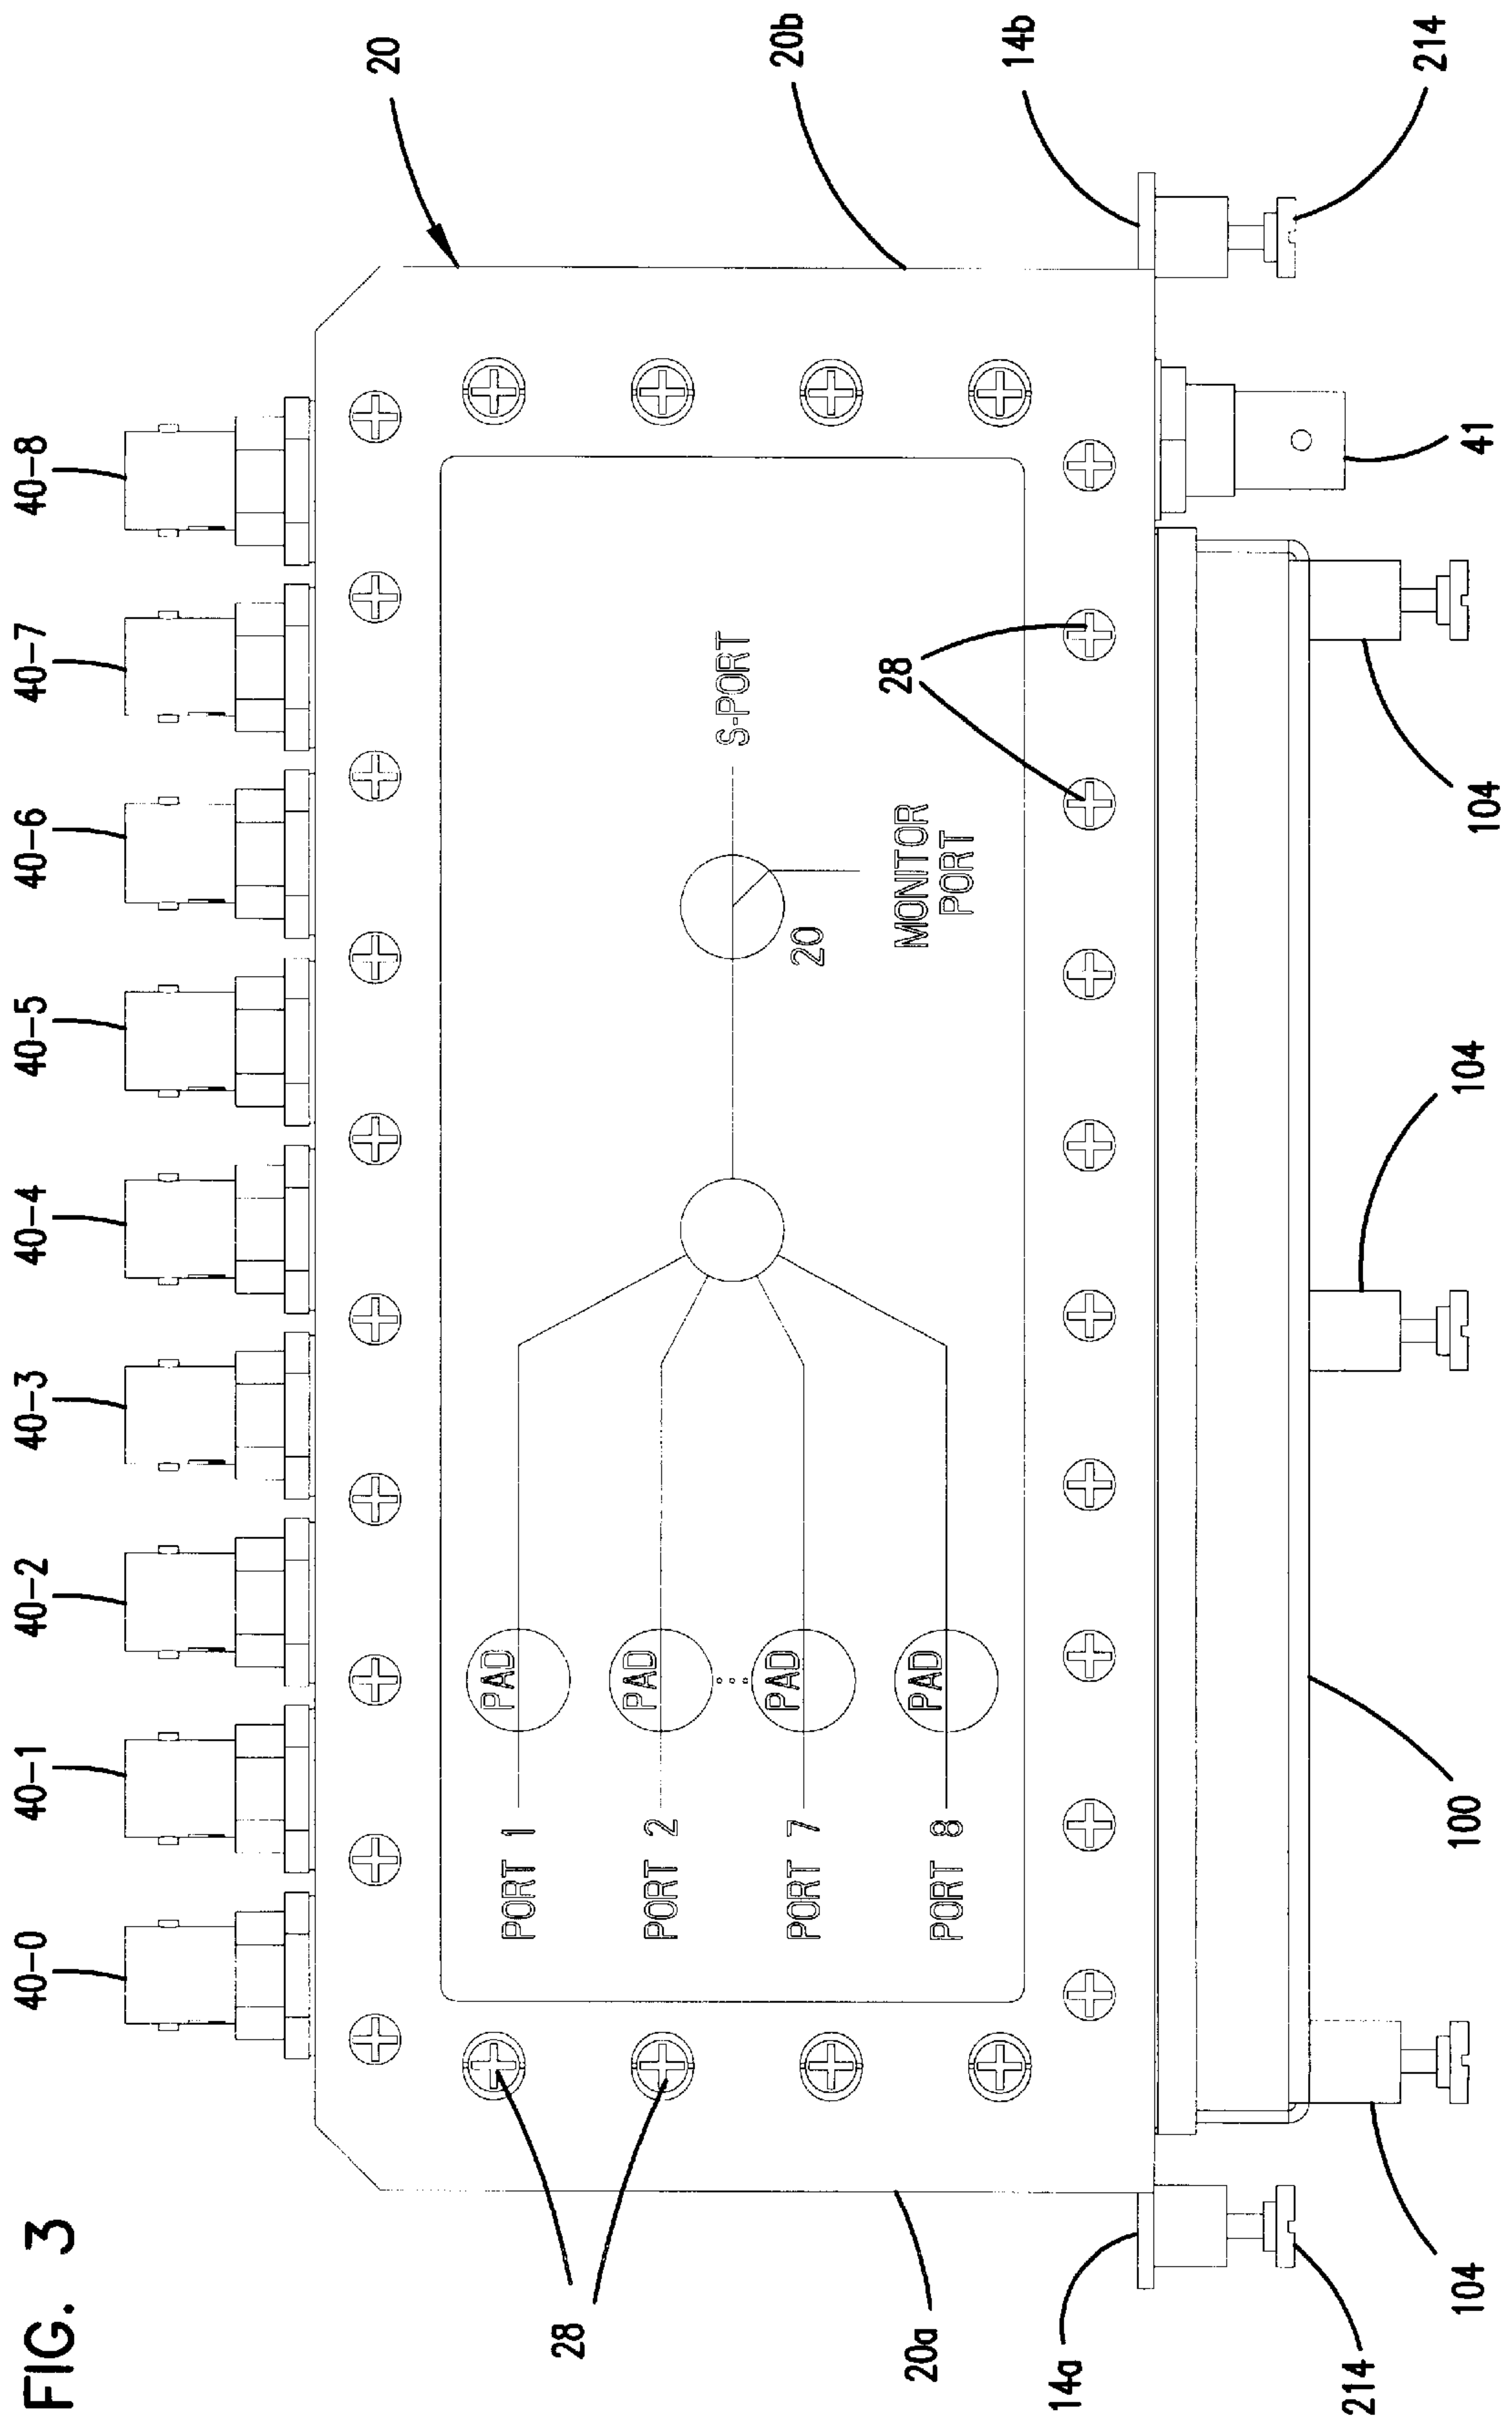 FIG. 3
40-0
40-1
40-2
40-3
40-4
40-5
40-6
40-7
40-8
20
28
20a
20b
PORT 1
PAD
PORT 2
PAD
PORT 7
PAD
PORT 8
PAD
20
S-PORT
MONITOR
PORT
28
14a
14b
214
214
41
104
104
104
100